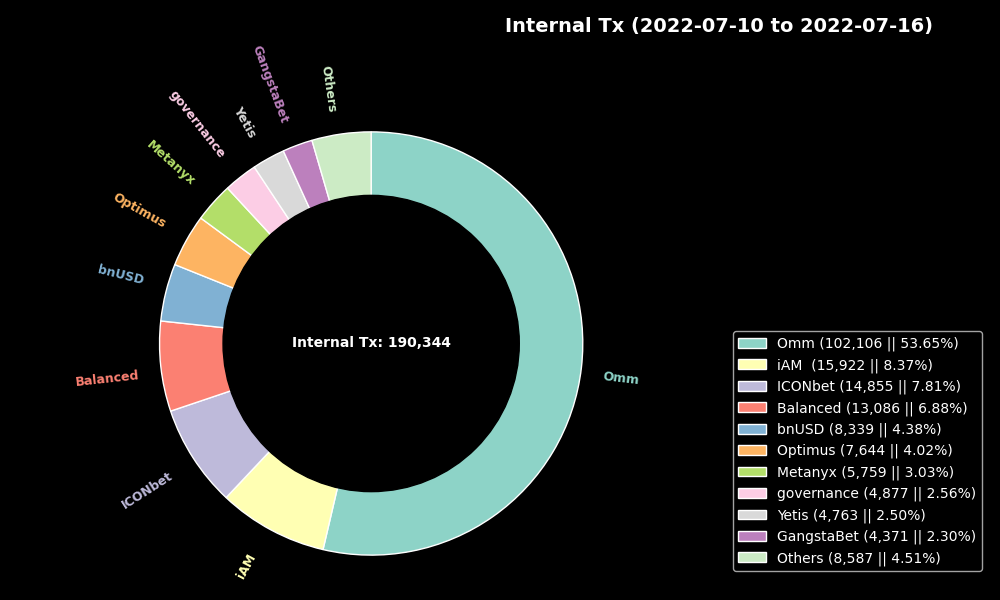 Internal Tx (2022-07-10 to 2022-07-16)
Others
GangstaBet
Yetis
governance
Metanyx
Optimus
bnUSD
Balanced
ICONbet
iAM
Omm
Internal Tx: 190,344
Omm (102,106 || 53.65%)
iAM  (15,922 || 8.37%)
ICONbet (14,855 || 7.81%)
Balanced (13,086 || 6.88%)
bnUSD (8,339 || 4.38%)
Optimus (7,644 || 4.02%)
Metanyx (5,759 || 3.03%)
governance (4,877 || 2.56%)
Yetis (4,763 || 2.50%)
GangstaBet (4,371 || 2.30%)
Others (8,587 || 4.51%)